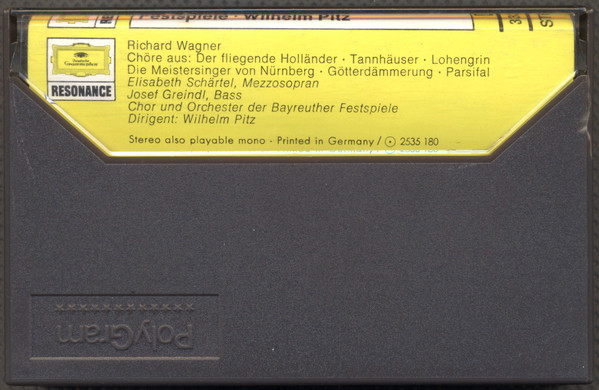 Festspiele · Wilhelm Pitz
Deutsche
Grammophon
RESONANCE
Richard Wagner
Chöre aus: Der fliegende Holländer · Tannhäuser · Lohengrin
Die Meistersinger von Nürnberg · Götterdämmerung · Parsifal
Elisabeth Schärtel, Mezzosopran
Josef Greindl, Bass
Chor und Orchester der Bayreuther Festspiele
Dirigent: Wilhelm Pitz
Stereo also playable mono · Printed in Germany / ℗ 2535 180
PolyGram